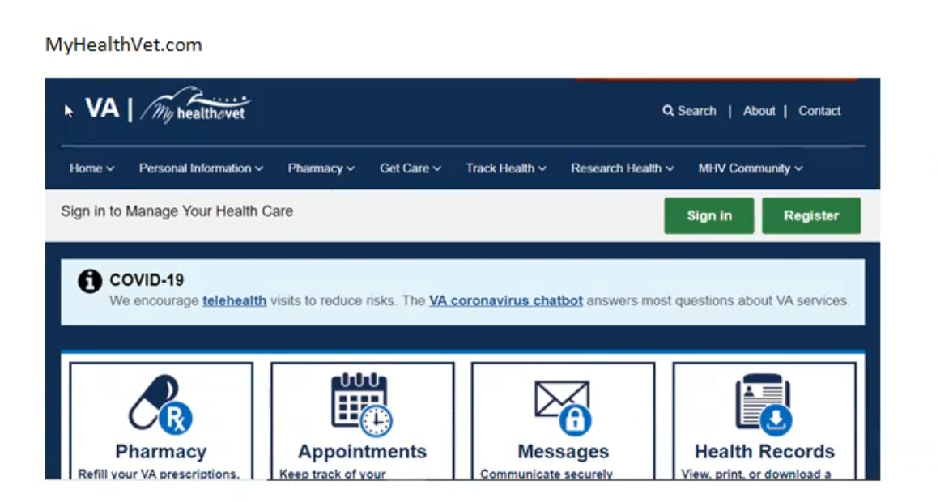 MyHealthVet.com
VA | My healthevet
Search | About | Contact
Home Personal Information Pharmacy Get Care Track Health Research Health MHV Community
Sign in to Manage Your Health Care Sign in Register
COVID-19
We encourage telehealth visits to reduce risks. The VA coronavirus chatbot answers most questions about VA services.
Rx
Pharmacy Appointments Messages Health Records
Refill your VA prescriptions, Keep track of your Communicate securely View, print, or download a